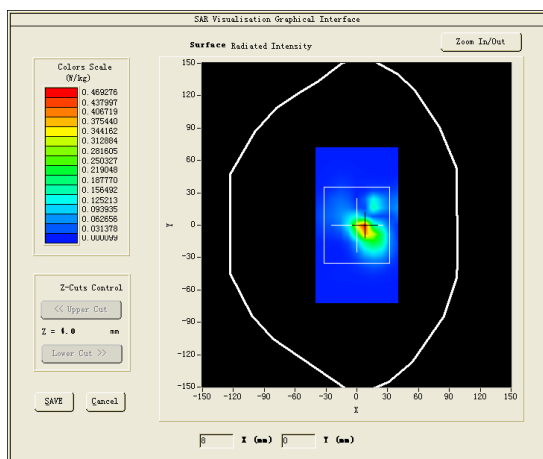 SAR Visualisation Graphical Interface
Surface Radiated Intensity
Zoom In/Out
Colors Scale
(W/kg)
0.469276
0.437997
0.406719
0.375440
0.344162
0.312884
0.281605
0.250327
0.219048
0.187770
0.156492
0.125213
0.093935
0.062656
0.031378
0.000099
Z-Cuts Control
<< Upper Cut
Z = 4.0 mm
Lower Cut >>
SAVE
Cancel
150
120
90
60
30
0
-30
-60
-90
-120
-150
Y
-150 -120 -90 -60 -30 0 30 60 90 120 150
X
8 X (mm) 0 Y (mm)